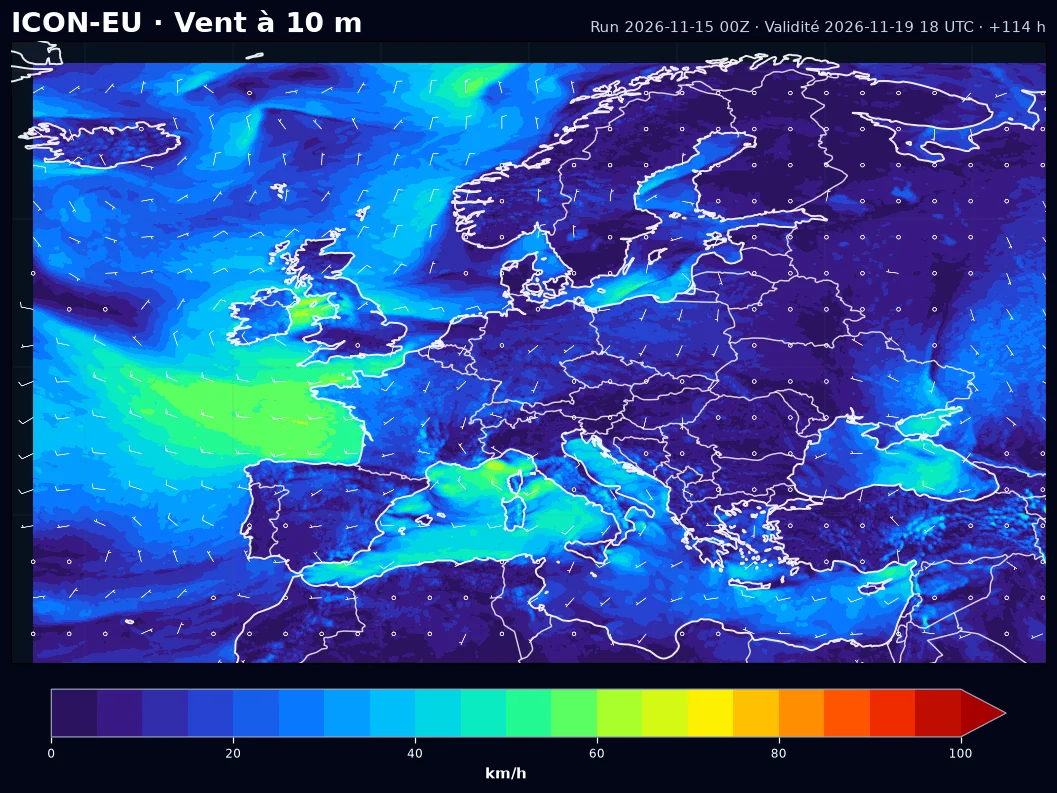 ICON-EU · Vent à 10 m
Run 2026-11-15 00Z · Validité 2026-11-19 18 UTC · +114 h
0 20 40 60 80 100
km/h